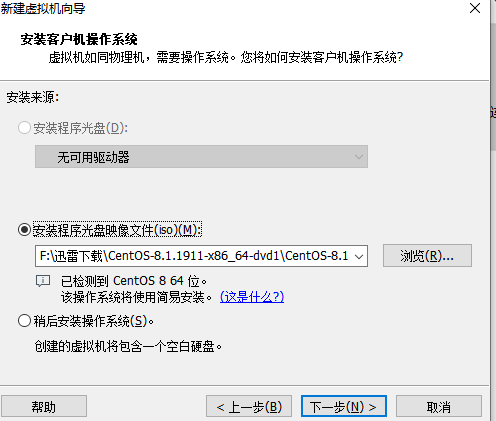 新建虚拟机向导
安装客户机操作系统
虚拟机如同物理机，需要操作系统。您将如何安装客户机操作系统?
安装来源:
安装程序光盘(D):
无可用驱动器
安装程序光盘映像文件(iso)(M):
F:\迅雷下载\CentOS-8.1.1911-x86_64-dvd1\CentOS-8.1
浏览(R)...
已检测到 CentOS 8 64 位。
该操作系统将使用简易安装。 (这是什么?)
稍后安装操作系统(S)。
创建的虚拟机将包含一个空白硬盘。
帮助
< 上一步(B)
下一步(N) >
取消